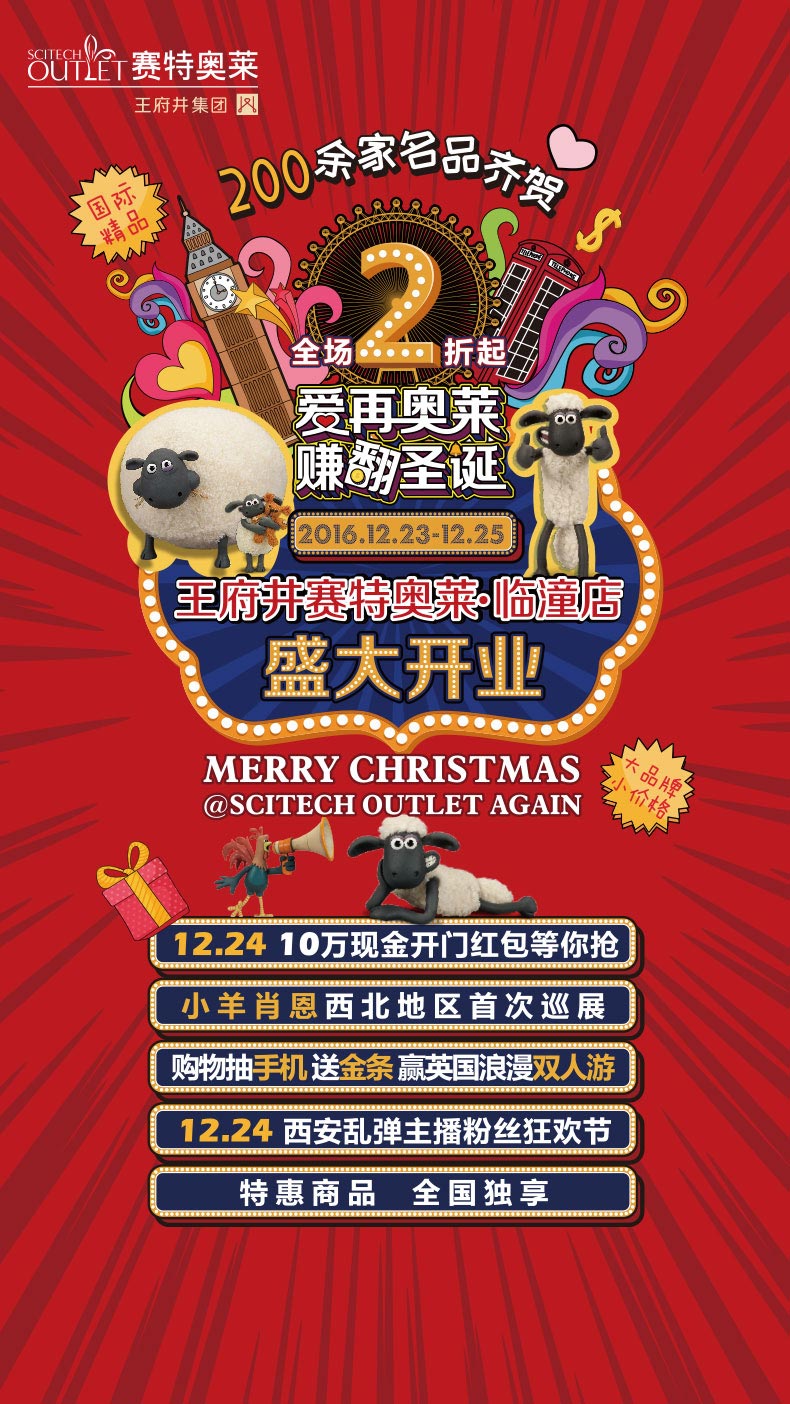 SCITECH
OUTLET 赛特奥莱
王府井集团
200余家名品齐贺
国际
精品
TELEPHONE
TELEPHONE
全场2折起
爱再奥莱
赚翻圣诞
2016.12.23-12.25
王府井赛特奥莱·临潼店
盛大开业
MERRY CHRISTMAS
@SCITECH OUTLET AGAIN
大品牌
小价格
12.24 10万现金开门红包等你抢
小羊肖恩西北地区首次巡展
购物抽手机 送金条 赢英国浪漫双人游
12.24 西安乱弹主播粉丝狂欢节
特惠商品 全国独享